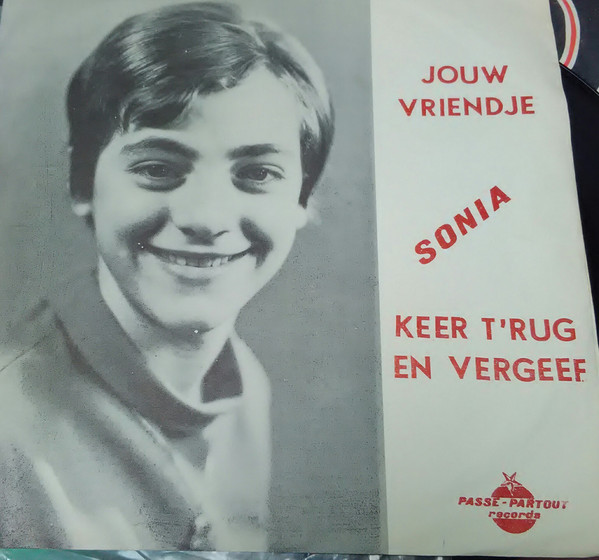 JOUW
VRIENDJE
SONIA
KEER T'RUG
EN VERGEEF
PASSE-PARTOUT
records